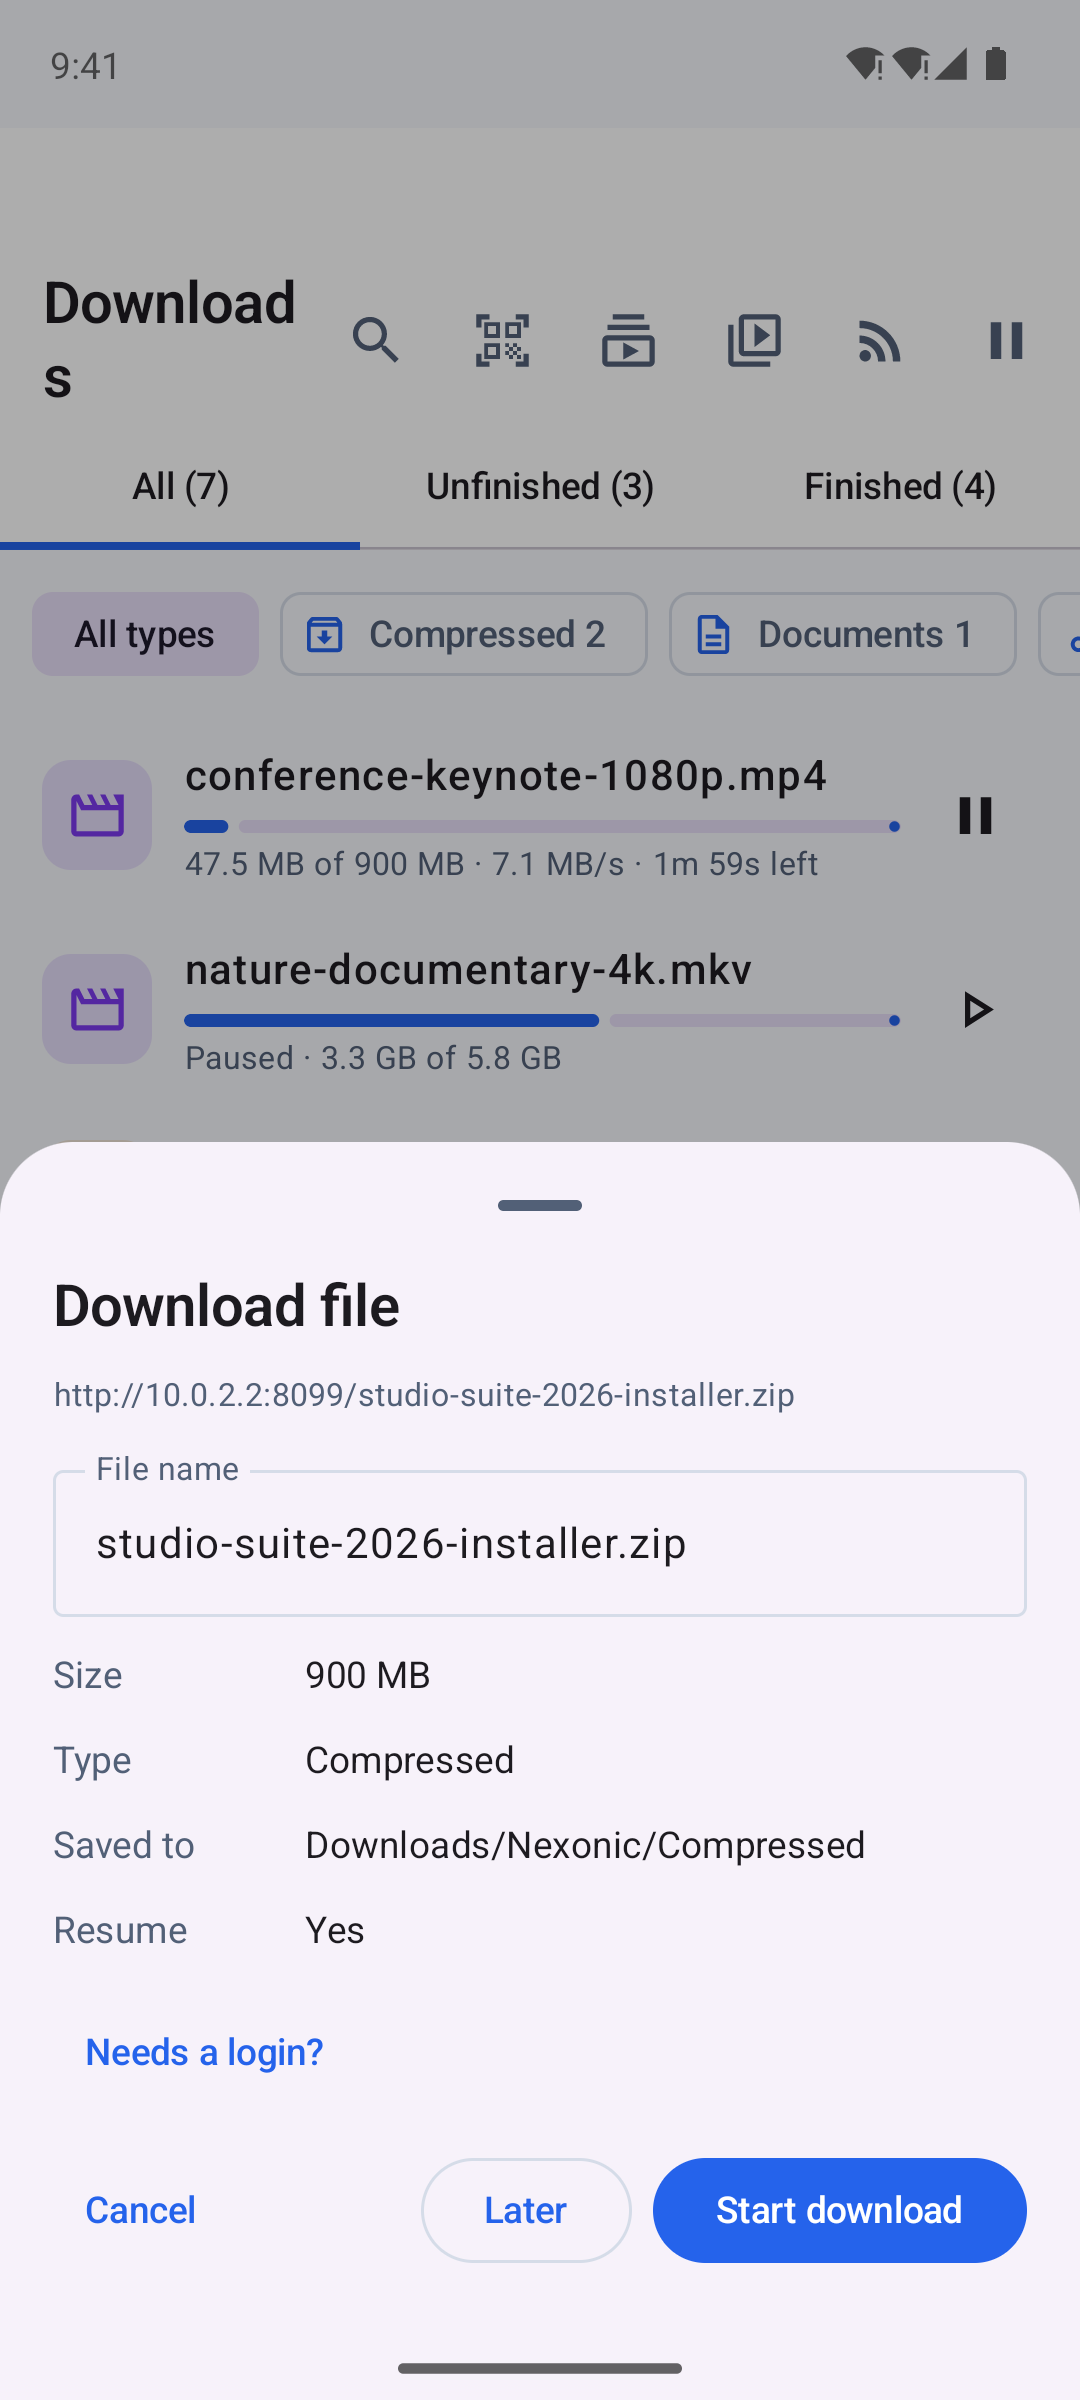 9:41
Download
s
All (7)
Unfinished (3)
Finished (4)
All types
Compressed 2
Documents 1
conference-keynote-1080p.mp4
47.5 MB of 900 MB · 7.1 MB/s · 1m 59s left
nature-documentary-4k.mkv
Paused · 3.3 GB of 5.8 GB
Download file
http://10.0.2.2:8099/studio-suite-2026-installer.zip
File name
studio-suite-2026-installer.zip
Size 900 MB
Type Compressed
Saved to Downloads/Nexonic/Compressed
Resume Yes
Needs a login?
Cancel
Later
Start download